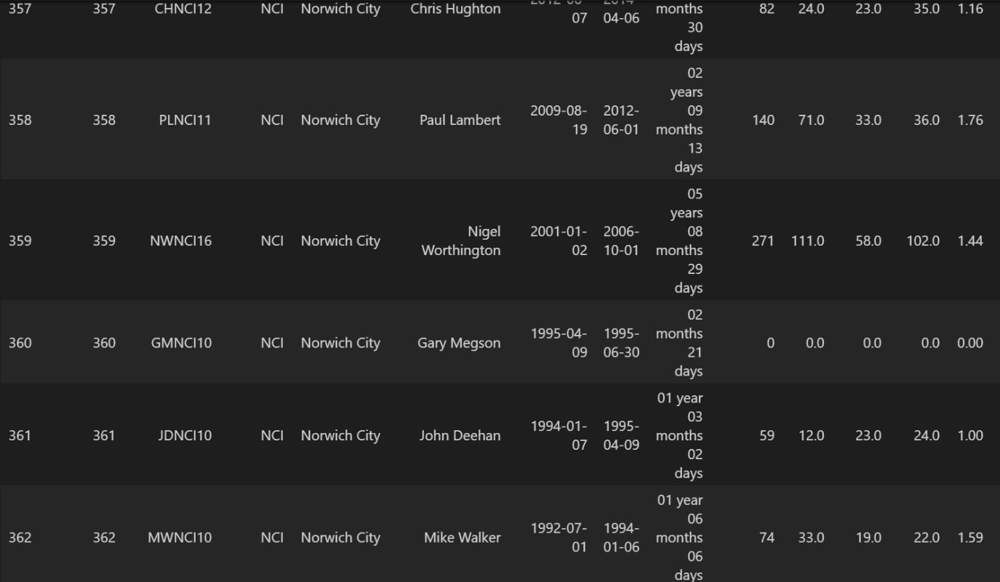 357 357 CHNCI12 NCI Norwich City Chris Hughton 07 04-06 months 30 days 82 24.0 23.0 35.0 1.16
358 358 PLNCI11 NCI Norwich City Paul Lambert 2009-08-19 2012-06-01 02 years 09 months 13 days 140 71.0 33.0 36.0 1.76
359 359 NWNCI16 NCI Norwich City Nigel Worthington 2001-01-02 2006-10-01 05 years 08 months 29 days 271 111.0 58.0 102.0 1.44
360 360 GMNCI10 NCI Norwich City Gary Megson 1995-04-09 1995-06-30 02 months 21 days 0 0.0 0.0 0.0 0.00
361 361 JDNCI10 NCI Norwich City John Deehan 1994-01-07 1995-04-09 01 year 03 months 02 days 59 12.0 23.0 24.0 1.00
362 362 MWNCI10 NCI Norwich City Mike Walker 1992-07-01 1994-01-06 01 year 06 months 06 days 74 33.0 19.0 22.0 1.59